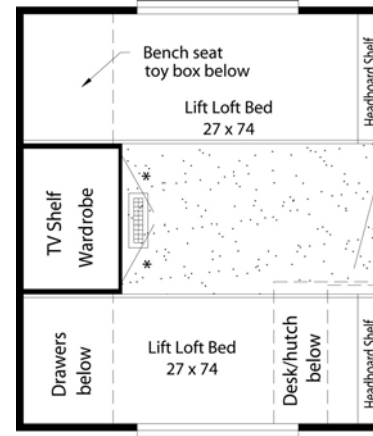 Bench seat
toy box below
Lift Loft Bed
27 x 74
Headboard Shelf
TV Shelf
Wardrobe
*
*
Drawers
below
Lift Loft Bed
27 x 74
Desk/hutch
below
Headboard Shelf